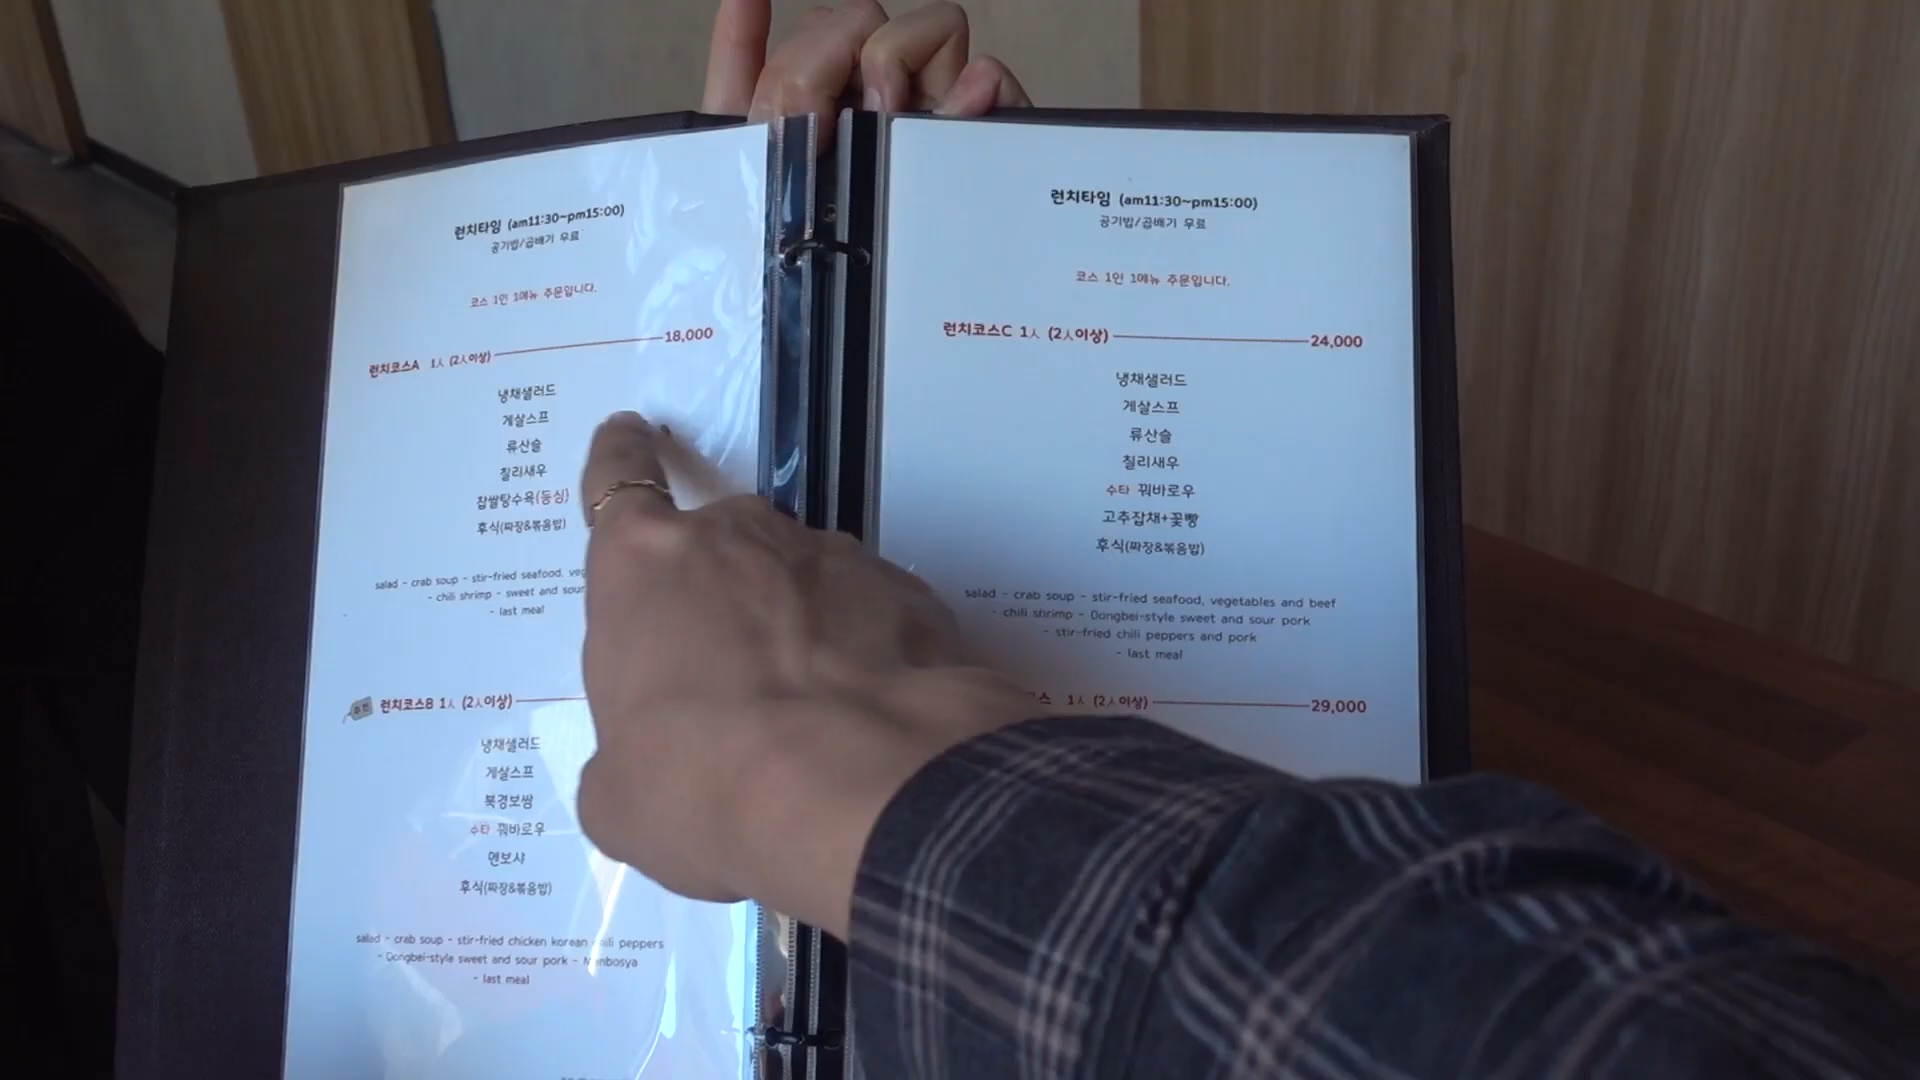 런치타임 (am11:30~pm15:00)
공기밥/곱배기 무료
코스 1인 1메뉴 주문입니다.
런치코스A 1人 (2人이상) 18,000
냉채샐러드
게살스프
류산슬
칠리새우
찹쌀탕수육(등심)
후식(짜장&볶음밥)
salad - crab soup - stir-fried seafood,
- chili shrimp - sweet and sour
- last meal
추천 런치코스B 1人 (2人이상)
냉채샐러드
게살스프
북경보쌈
수타 꿔바로우
멘보샤
후식(짜장&볶음밥)
salad - crab soup - stir-fried chicken korean peppers
- Dongbei-style sweet and sour pork - Menbosya
- last meal
런치타임 (am11:30~pm15:00)
공기밥/곱배기 무료
코스 1인 1메뉴 주문입니다.
런치코스C 1人 (2人이상) 24,000
냉채샐러드
게살스프
류산슬
칠리새우
수타 꿔바로우
고추잡채+꽃빵
후식(짜장&볶음밥)
salad - crab soup - stir-fried seafood, vegetables and beef
- chili shrimp - Dongbei-style sweet and sour pork
- stir-fried chili peppers and pork
- last meal
스 1人 (2人이상) 29,000